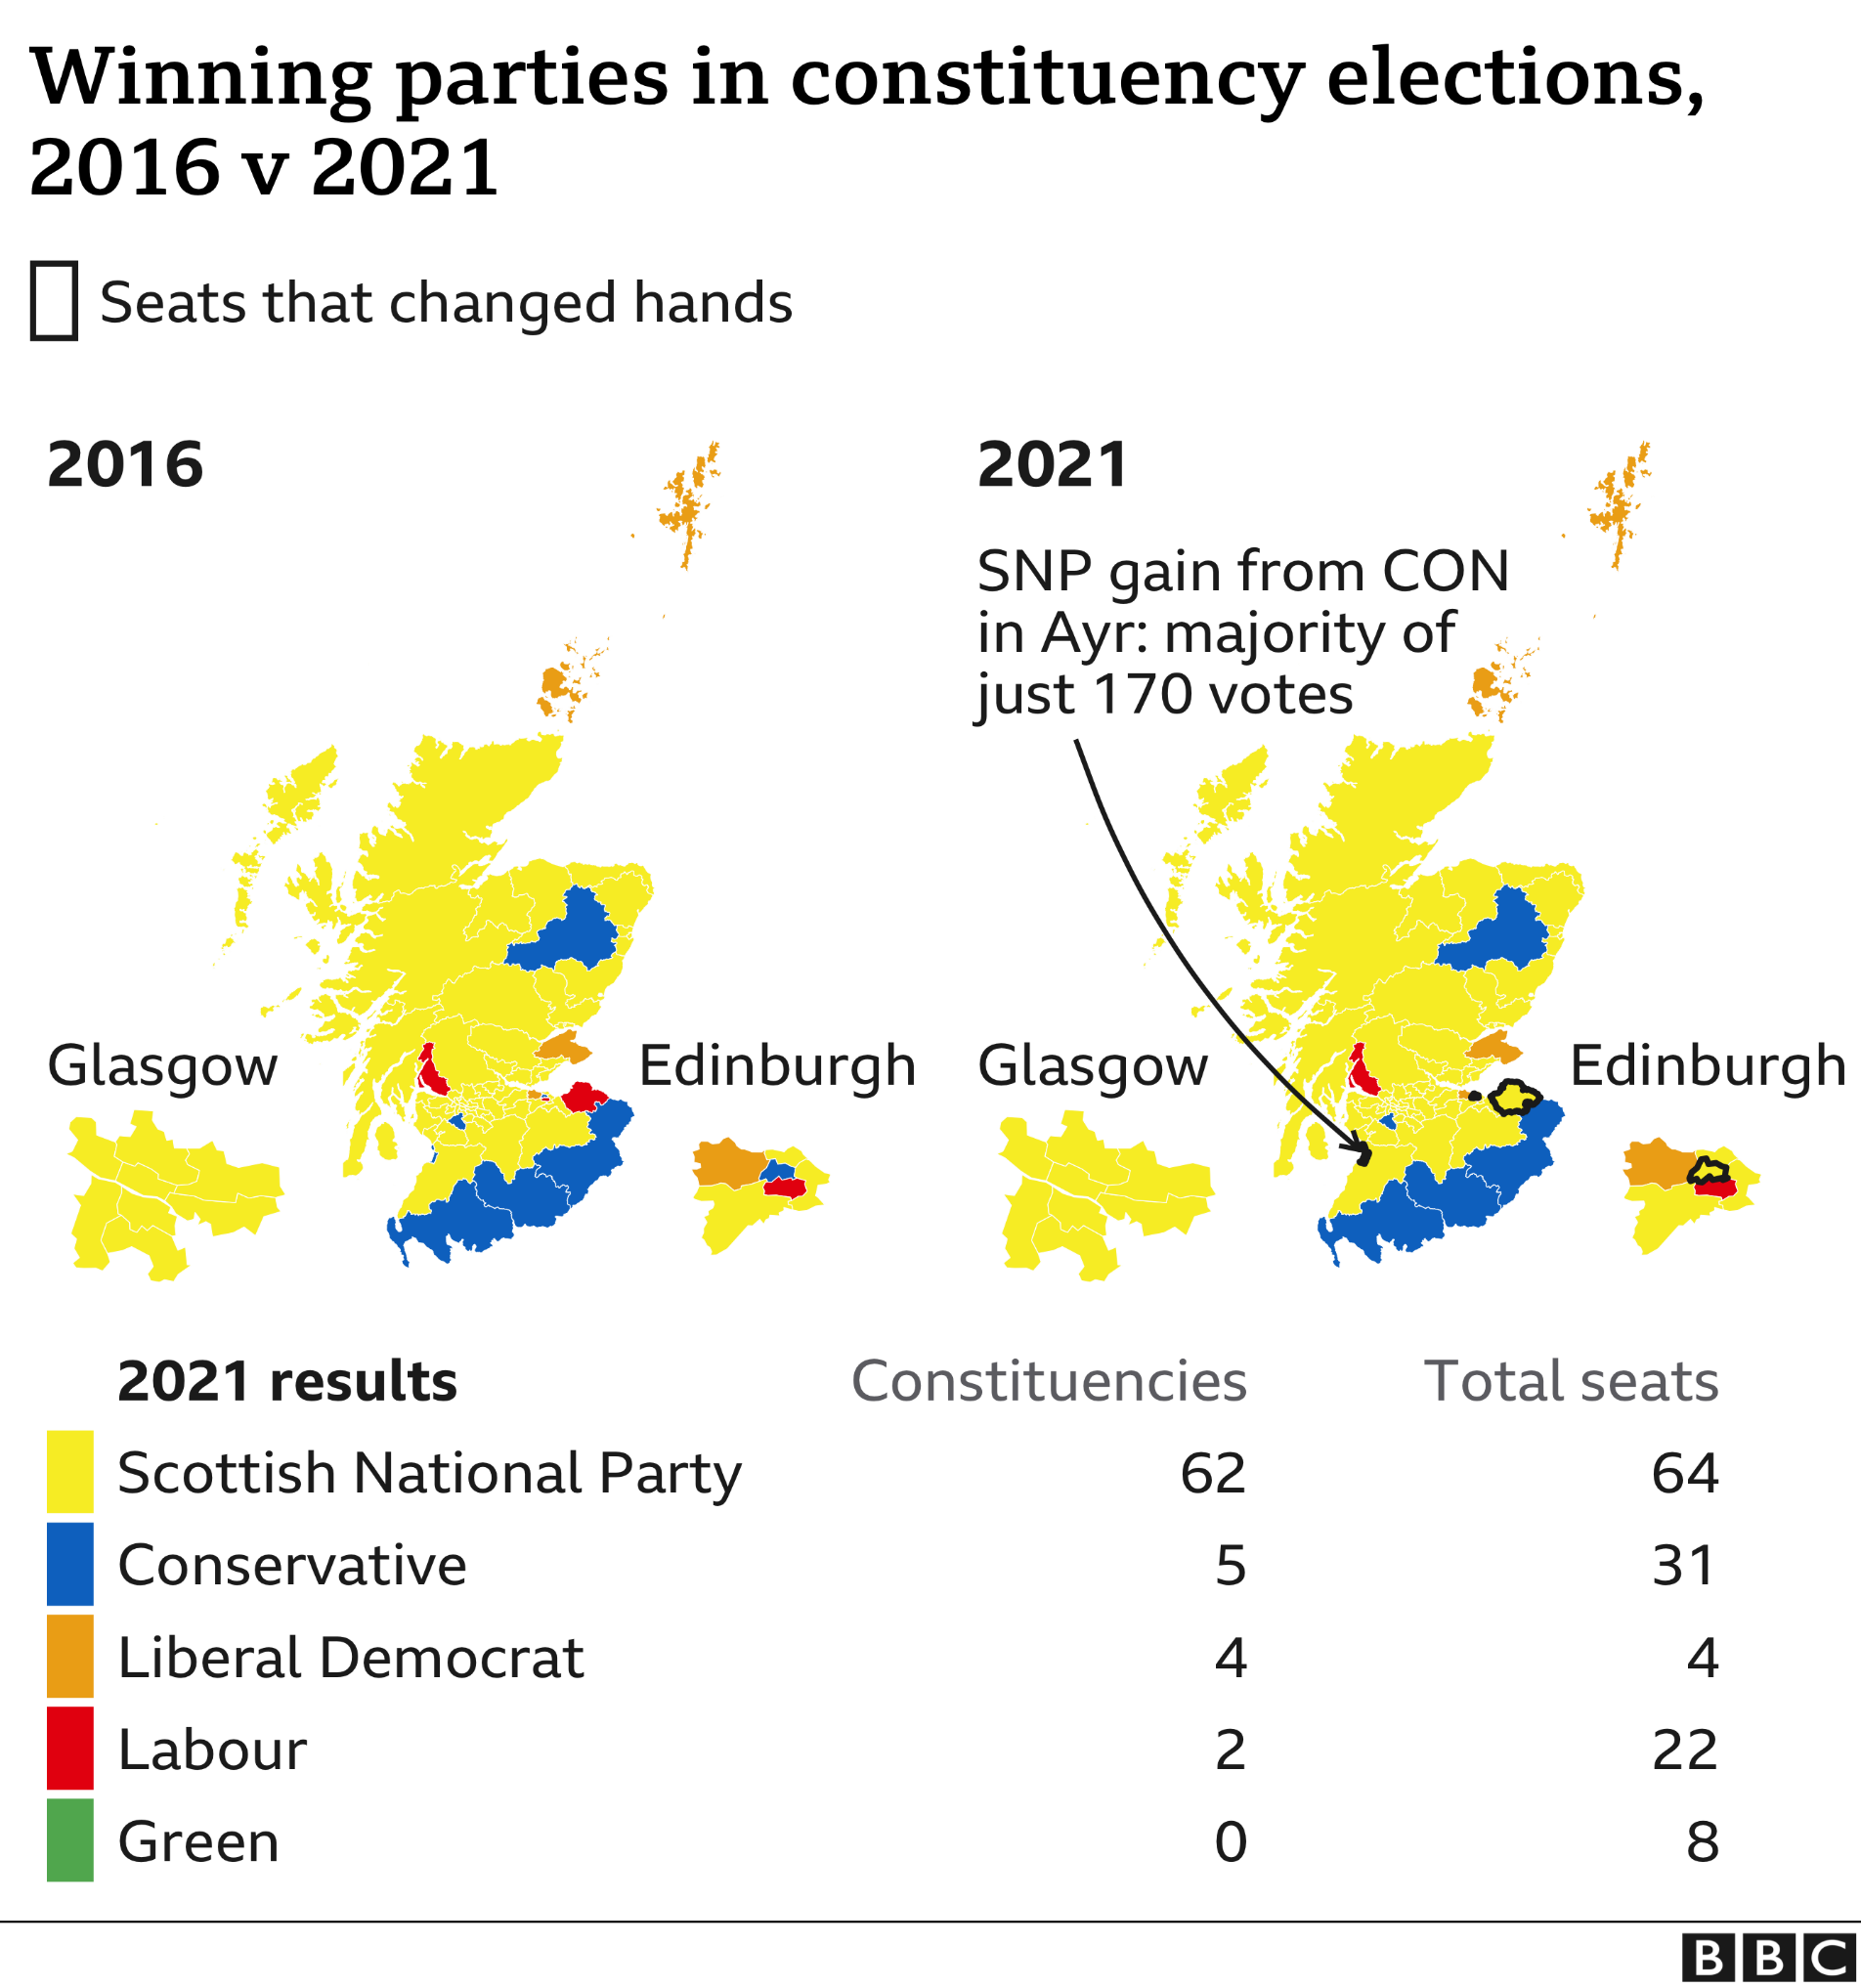 Winning parties in constituency elections,
2016 v 2021
Seats that changed hands
2016
2021
SNP gain from CON
in Ayr: majority of
just 170 votes
Glasgow
Edinburgh
Glasgow
Edinburgh
2021 results Constituencies Total seats
Scottish National Party 62 64
Conservative 5 31
Liberal Democrat 4 4
Labour 2 22
Green 0 8
BBC